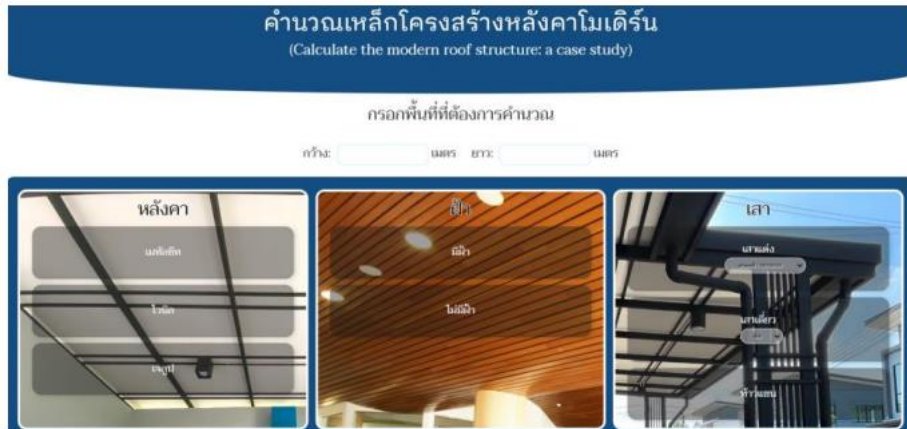 คำนวณเหล็กโครงสร้างหลังคาโมเดิร์น
(Calculate the modern roof structure: a case study)
กรอกพื้นที่ที่ต้องการคำนวณ
กว้าง: เมตร ยาว: เมตร
หลังคา
เมทัลชีท
ไวนิล
ฝ้า
มีฝ้า
ไม่มีฝ้า
เสา
เสาแต่ง
เสาเดี่ยว
ท้าวแขน